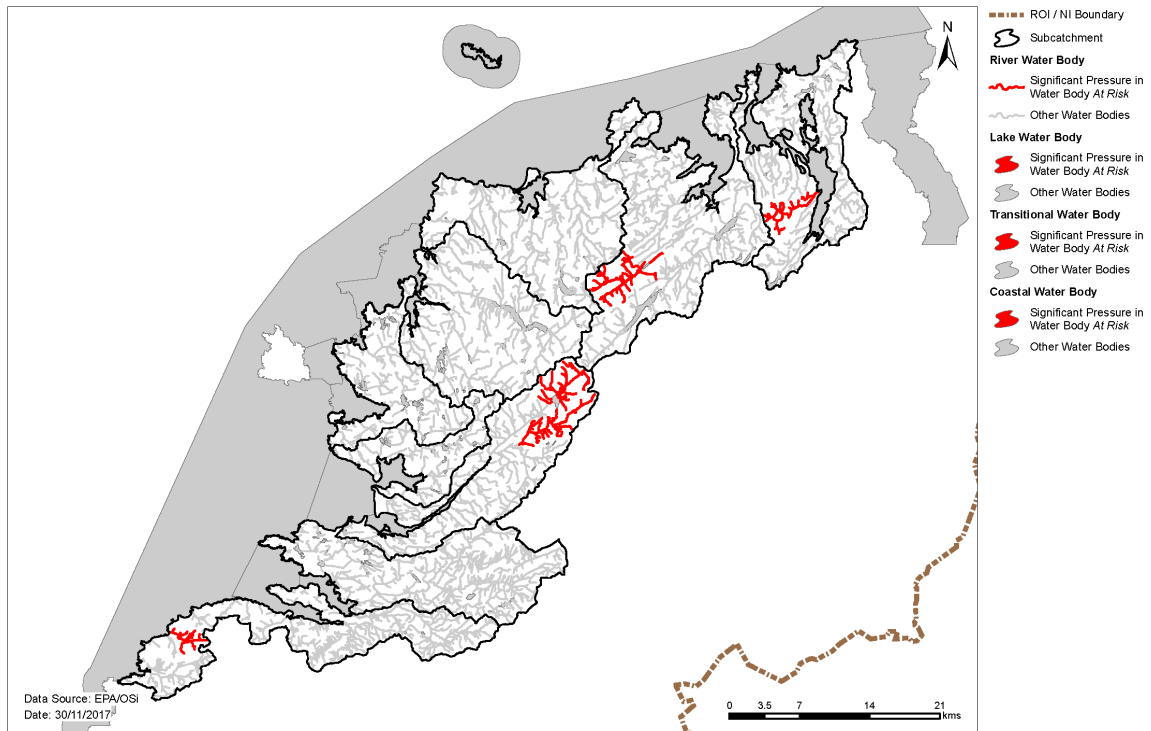 N
ROI / NI Boundary
Subcatchment
River Water Body
Significant Pressure in
Water Body At Risk
Other Water Bodies
Lake Water Body
Significant Pressure in
Water Body At Risk
Other Water Bodies
Transitional Water Body
Significant Pressure in
Water Body At Risk
Other Water Bodies
Coastal Water Body
Significant Pressure in
Water Body At Risk
Other Water Bodies
Data Source: EPA/OSi
Date: 30/11/2017
0 3.5 7 14 21
kms